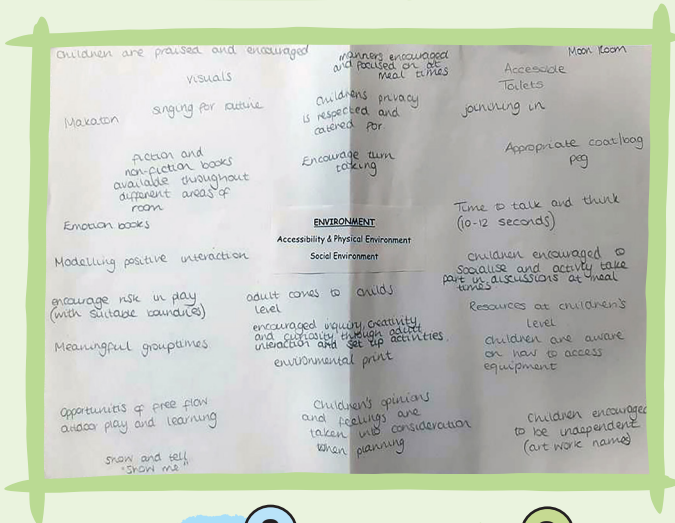 Children are praised and encouraged
manners encouraged
and focused on at
meal times
Moon Room
visuals
Accesable
Toilets
Makaton
singing for routine
Childrens privacy
is respected and
catered for
joinining in
fiction and
non-fiction books
available throughout
different areas of
room
Encourage turn
taking
Appropriate coat/bag
peg
Emotion books
ENVIRONMENT
Accessibility & Physical Environment
Social Environment
Time to talk and think
(10-12 seconds)
Modelling positive interaction
Children encouraged to
socialise and activly take
part in discussions at meal
times
encourage risk in play
(with suitable boundries)
adult comes to childs
level
Resources at children's
level
Meaningful grouptimes
encouraged inquiry, creativity
and curiosity through adult
interaction and set up activities.
environmental print
children are aware
on how to access
equipment
Opportunitis of free flow
outdoor play and learning
Children's opinions
and feelings are
taken into consideration
when planning
Children encouraged
to be independent
(art work names)
show and tell
"Show me"